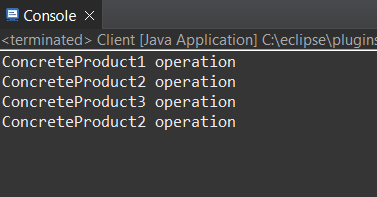 Console
<terminated> Client [Java Application] C:\eclipse\plugins
ConcreteProduct1 operation
ConcreteProduct2 operation
ConcreteProduct3 operation
ConcreteProduct2 operation